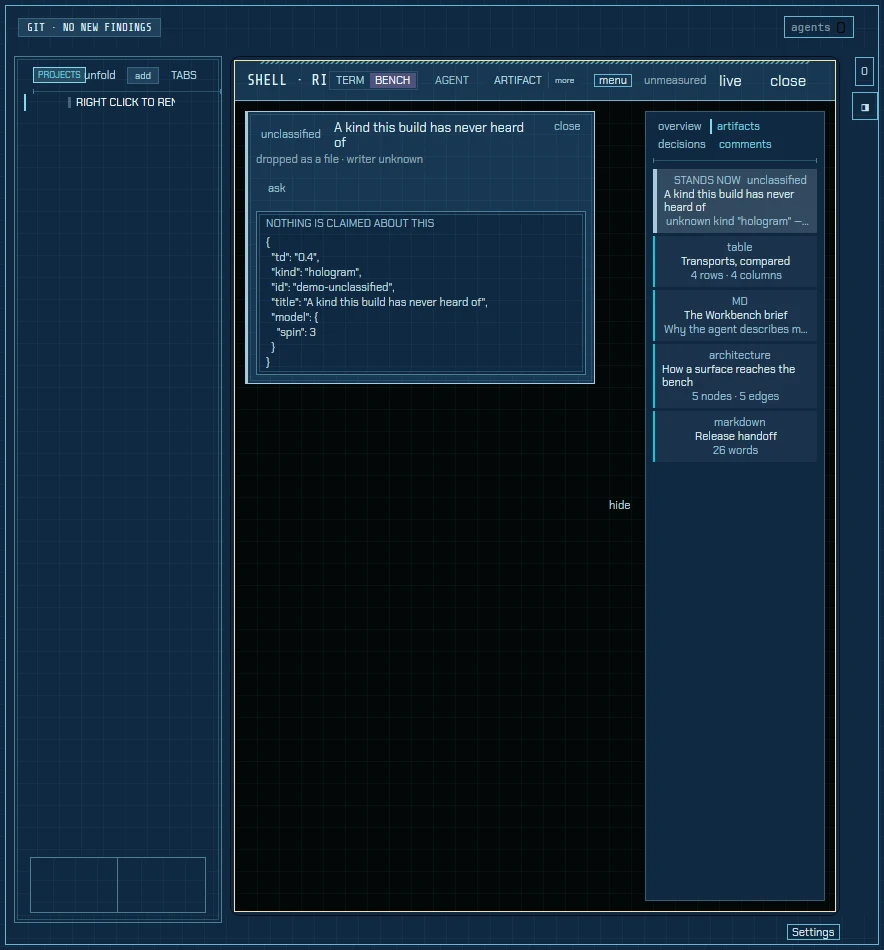 GIT · NO NEW FINDINGS
agents
PROJECTS unfold add TABS
RIGHT CLICK TO REN
SHELL · RI TERM BENCH AGENT ARTIFACT more menu unmeasured live close
unclassified A kind this build has never heard of close
dropped as a file · writer unknown
ask
NOTHING IS CLAIMED ABOUT THIS
{
"td": "0.4",
"kind": "hologram",
"id": "demo-unclassified",
"title": "A kind this build has never heard of",
"model": {
"spin": 3
}
}
hide
overview artifacts
decisions comments
STANDS NOW unclassified
A kind this build has never
heard of
unknown kind "hologram" —...
table
Transports, compared
4 rows · 4 columns
MD
The Workbench brief
Why the agent describes m...
architecture
How a surface reaches the
bench
5 nodes · 5 edges
markdown
Release handoff
26 words
Settings